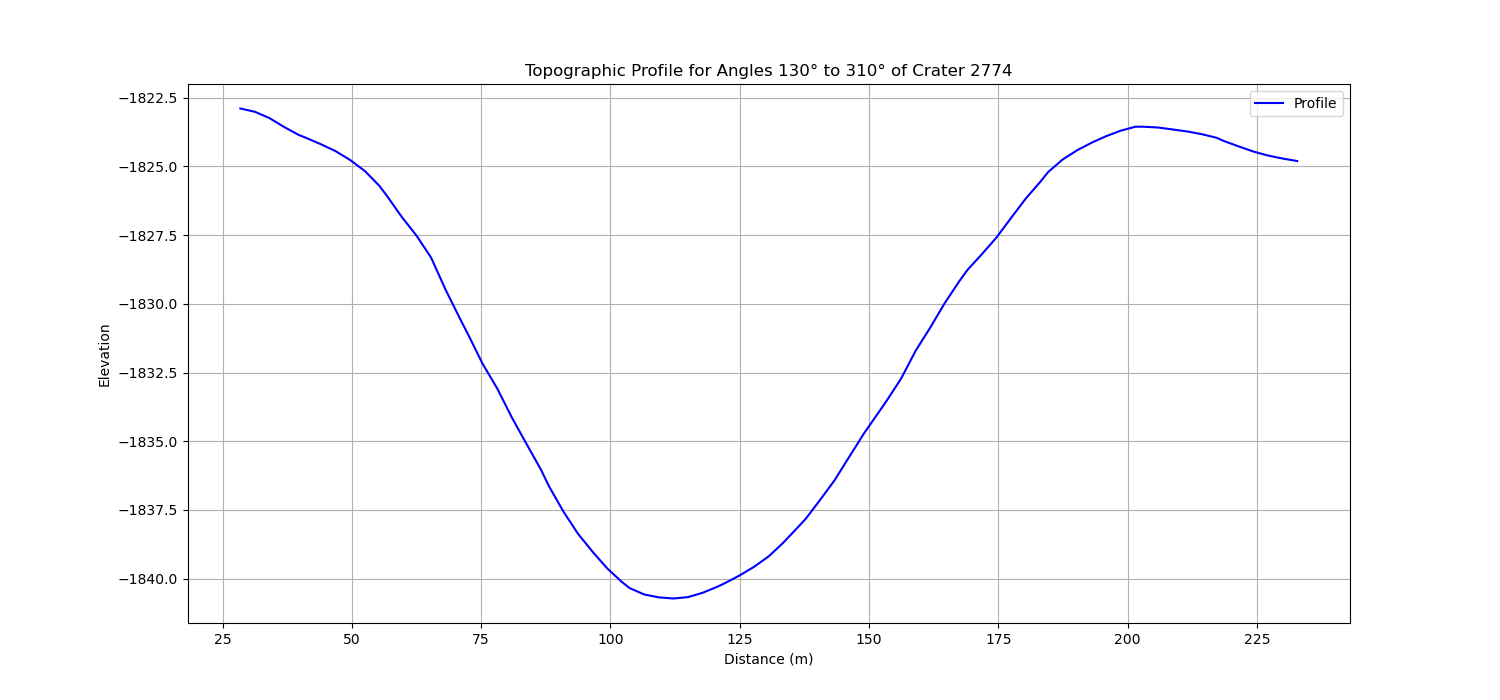 Topographic Profile for Angles 130° to 310° of Crater 2774
Profile
−1822.5
−1825.0
−1827.5
−1830.0
−1832.5
−1835.0
−1837.5
−1840.0
Elevation
25 50 75 100 125 150 175 200 225
Distance (m)